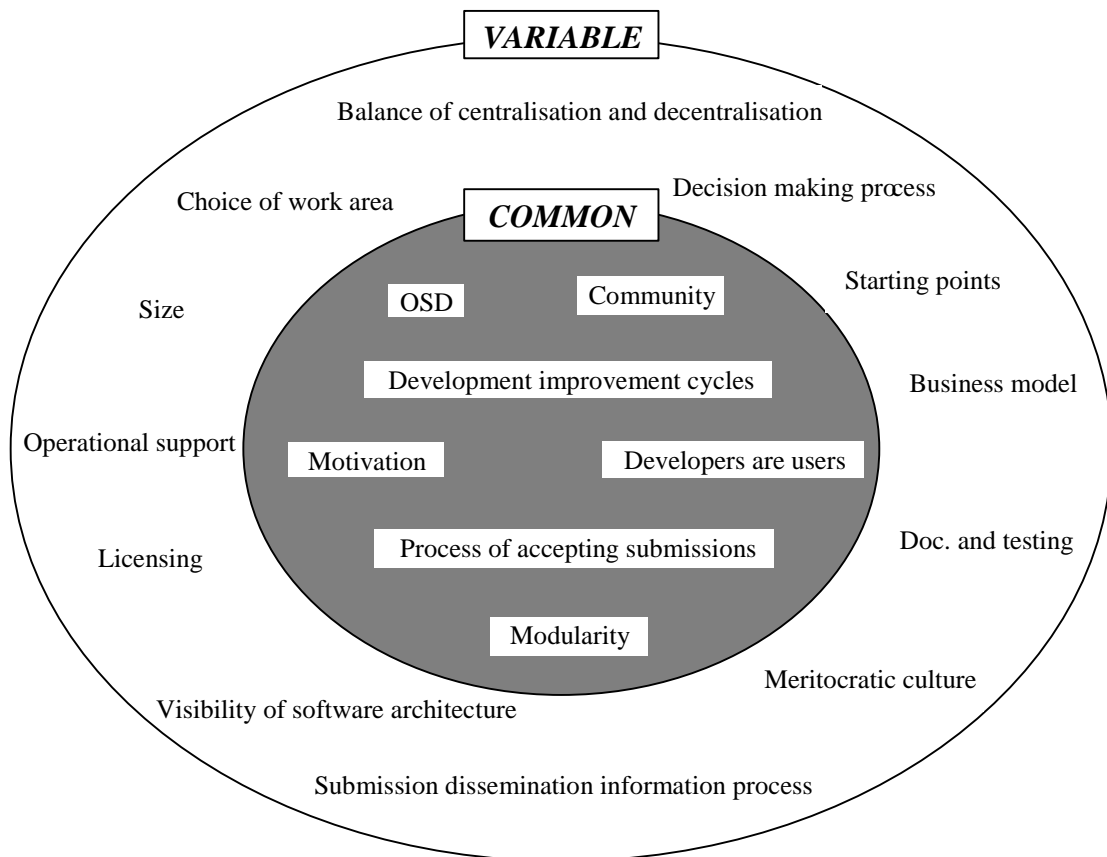 VARIABLE
Balance of centralisation and decentralisation
Decision making process
Choice of work area
COMMON
Starting points
OSD
Community
Size
Development improvement cycles
Business model
Operational support
Motivation
Developers are users
Doc. and testing
Process of accepting submissions
Licensing
Modularity
Meritocratic culture
Visibility of software architecture
Submission dissemination information process